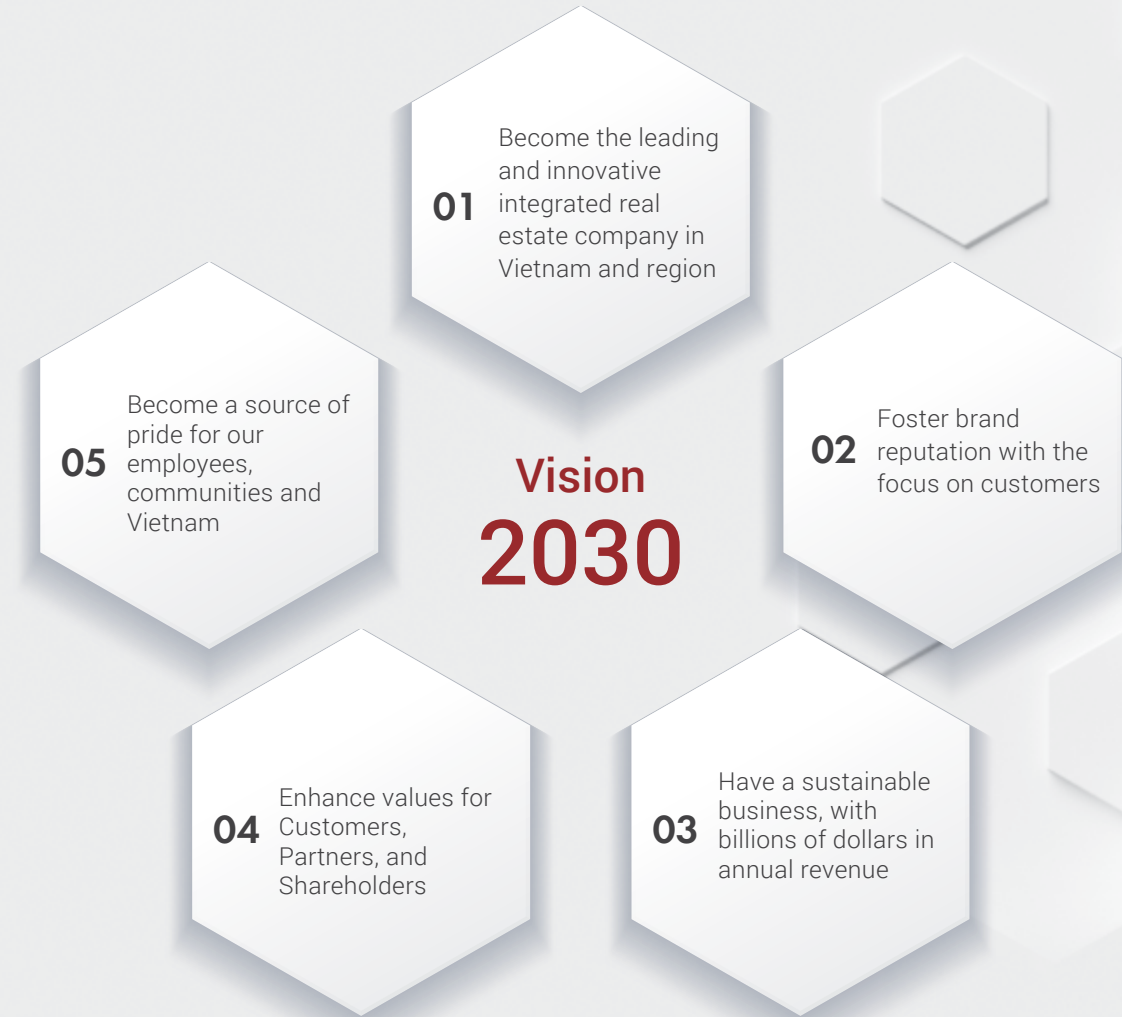 Vision
2030
01
Become the leading
and innovative
integrated real
estate company in
Vietnam and region
02
Foster brand
reputation with the
focus on customers
03
Have a sustainable
business, with
billions of dollars in
annual revenue
04
Enhance values for
Customers,
Partners, and
Shareholders
05
Become a source of
pride for our
employees,
communities and
Vietnam